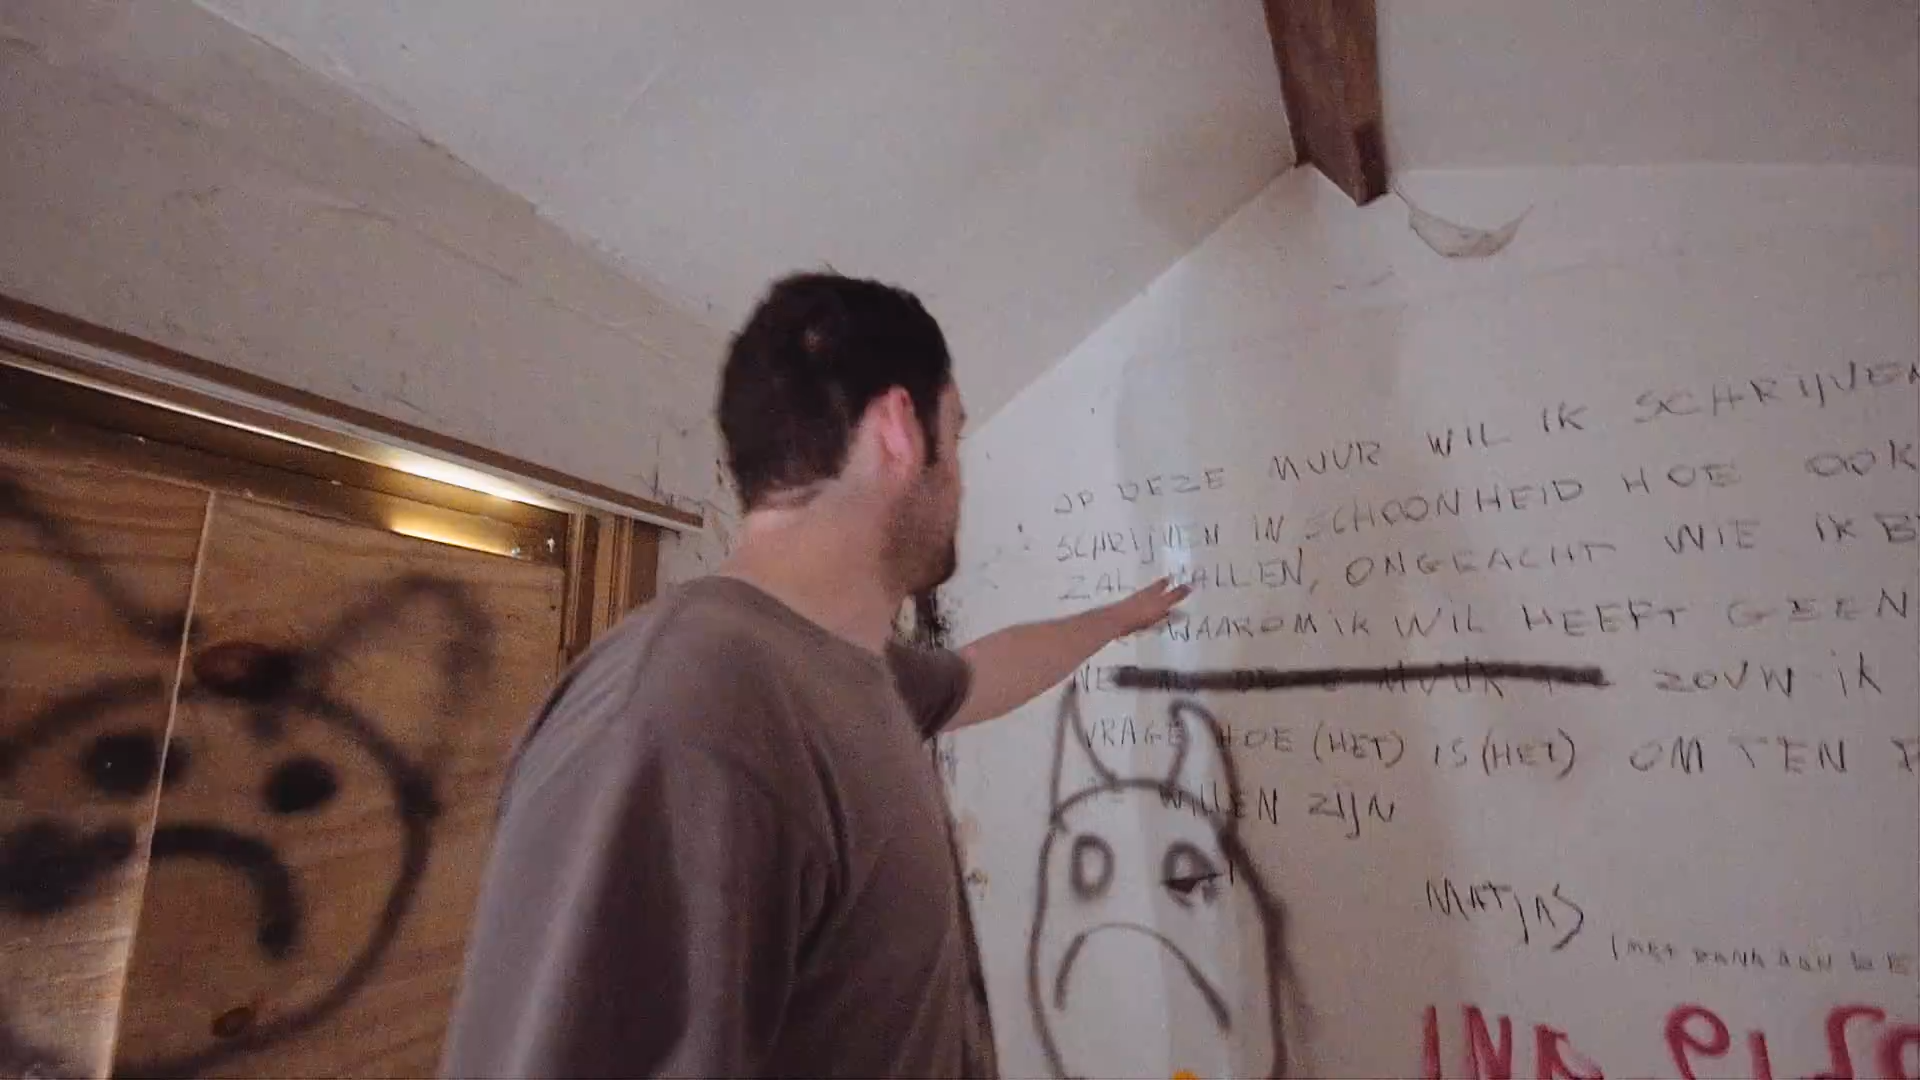 OP DEZE MUUR WIL IK SCHRIJVEN
SCHRIJVEN IN SCHOONHEID HOE OOK
ZAL VALLEN, ONGEACHT WIE IK
WAAROM IK WIL HEEFT GEEN
ZOUW IK
VRAGE HOE (HET) IS (HET) OM TEN
WILLEN ZIJN
MATJAS